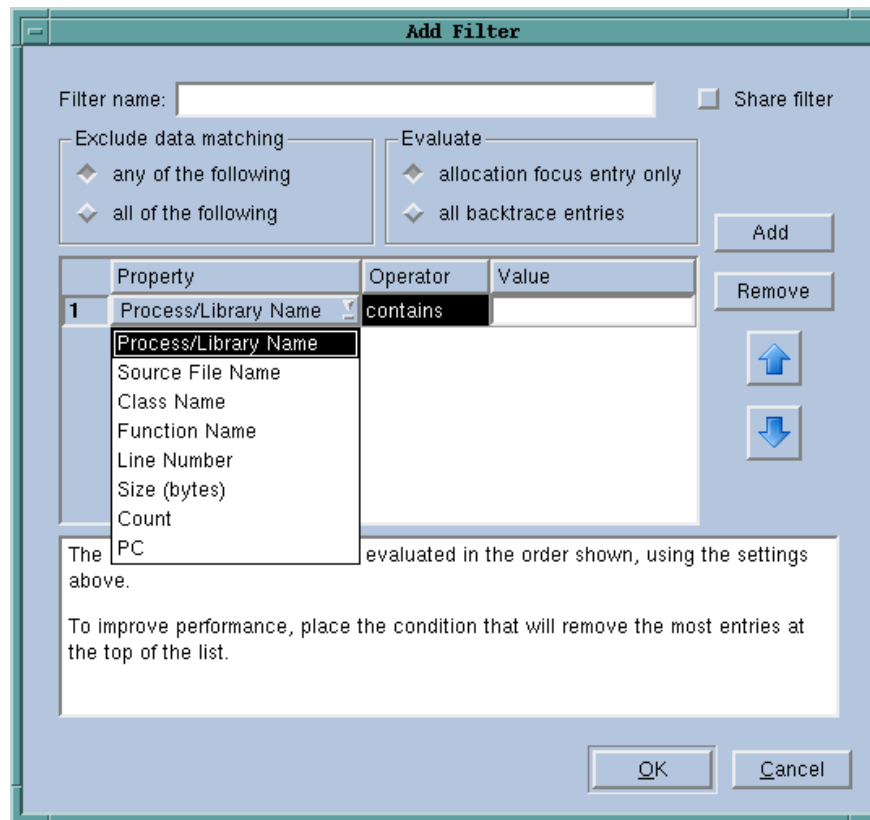 Add Filter
Filter name:
Share filter
Exclude data matching
any of the following
all of the following
Evaluate
allocation focus entry only
all backtrace entries
Add
Remove
Property Operator Value
1 Process/Library Name contains
Process/Library Name
Source File Name
Class Name
Function Name
Line Number
Size (bytes)
Count
PC
The evaluated in the order shown, using the settings
above.
To improve performance, place the condition that will remove the most entries at
the top of the list.
OK Cancel